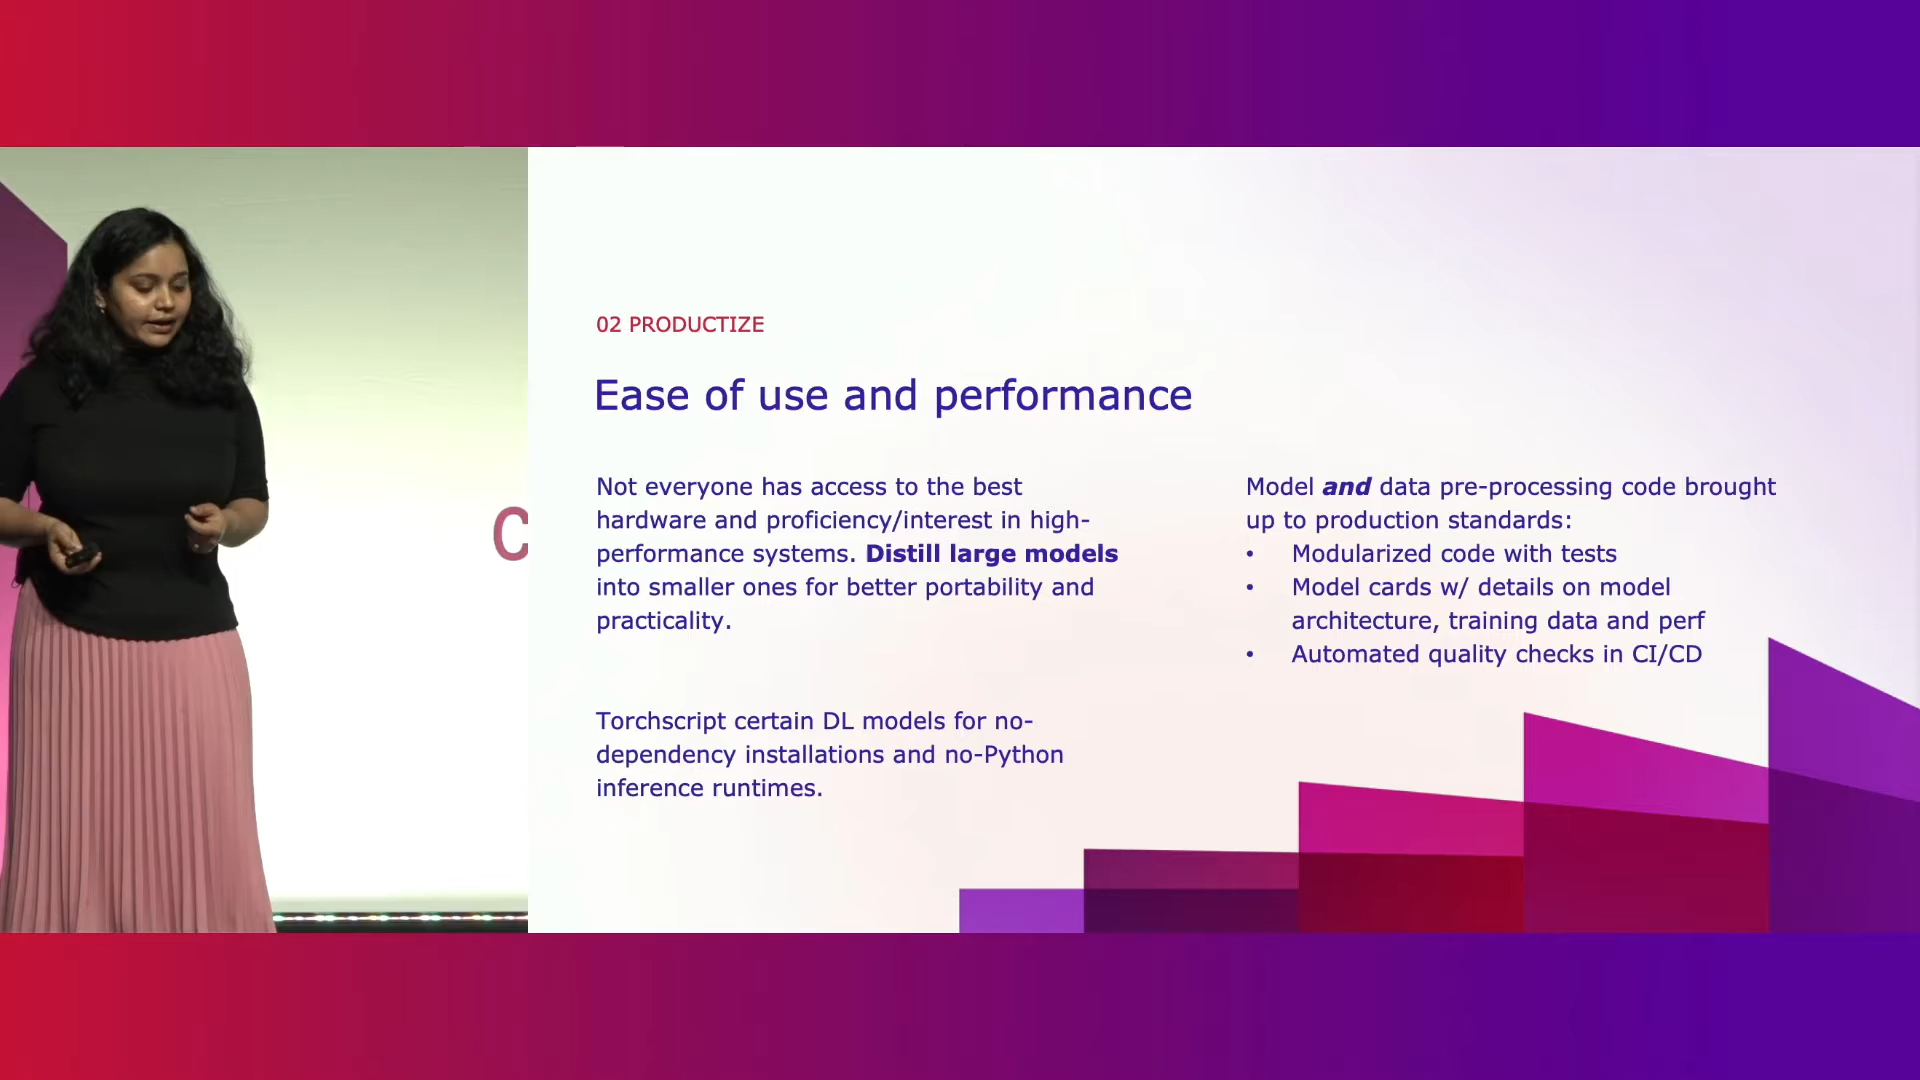 C
02 PRODUCTIZE
Ease of use and performance
Not everyone has access to the best
hardware and proficiency/interest in high-
performance systems. Distill large models
into smaller ones for better portability and
practicality.
Torchscript certain DL models for no-
dependency installations and no-Python
inference runtimes.
Model and data pre-processing code brought
up to production standards:
• Modularized code with tests
• Model cards w/ details on model
architecture, training data and perf
• Automated quality checks in CI/CD